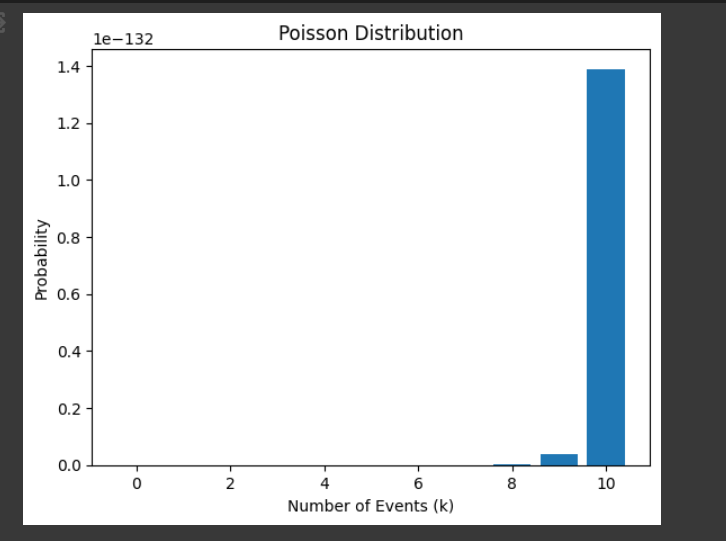 Poisson Distribution
1e−132
1.4
1.2
1.0
0.8
0.6
0.4
0.2
0.0
Probability
0 2 4 6 8 10
Number of Events (k)